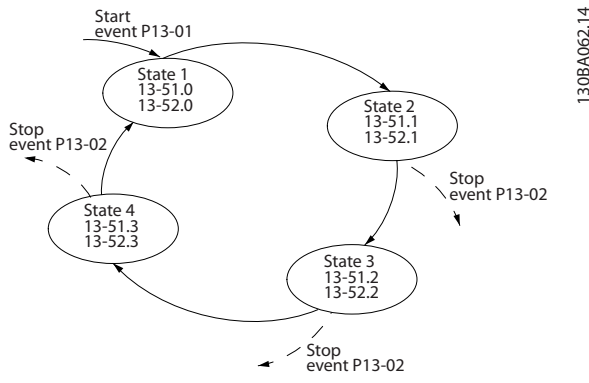 Start
event P13-01
130BA062.14
State 1
13-51.0
13-52.0
State 2
13-51.1
13-52.1
Stop
event P13-02
Stop
event P13-02
State 4
13-51.3
13-52.3
State 3
13-51.2
13-52.2
Stop
event P13-02